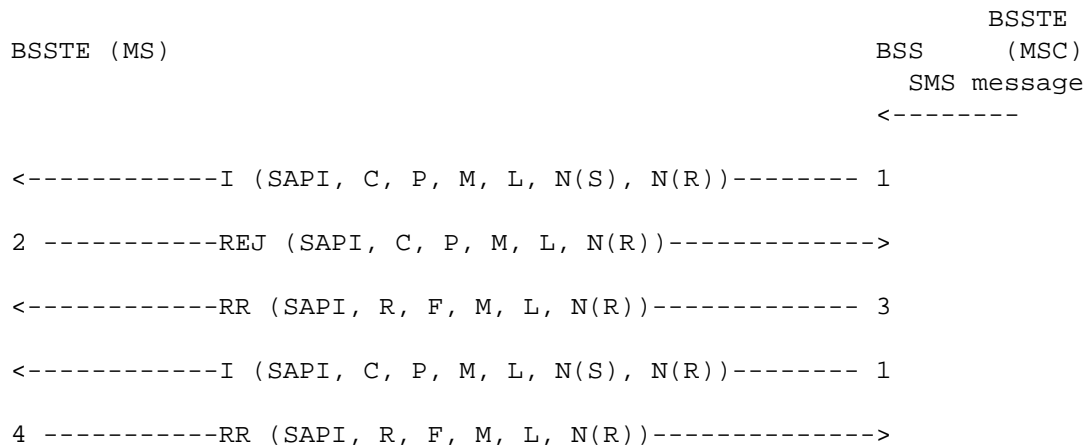 BSSTE
BSSTE (MS) BSS (MSC)
SMS message
<--------
<------------I (SAPI, C, P, M, L, N(S), N(R))-------- 1
2 -----------REJ (SAPI, C, P, M, L, N(R))------------->
<------------RR (SAPI, R, F, M, L, N(R))------------- 3
<------------I (SAPI, C, P, M, L, N(S), N(R))-------- 1
4 -----------RR (SAPI, R, F, M, L, N(R))-------------->